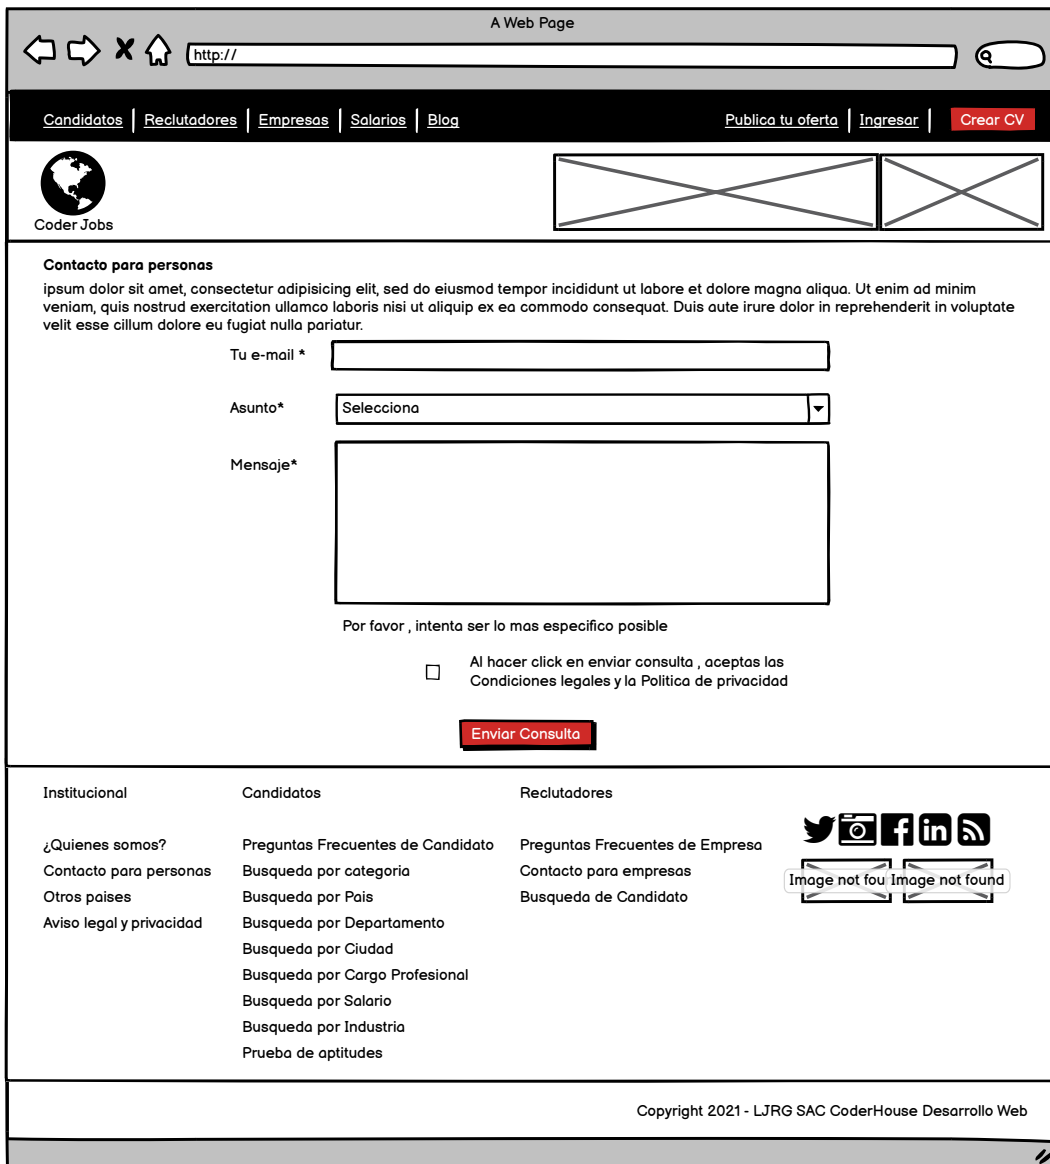 A Web Page
http://
Candidatos Reclutadores Empresas Salarios Blog Publica tu oferta Ingresar Crear CV
Coder Jobs
Contacto para personas
ipsum dolor sit amet, consectetur adipisicing elit, sed do eiusmod tempor incididunt ut labore et dolore magna aliqua. Ut enim ad minim
veniam, quis nostrud exercitation ullamco laboris nisi ut aliquip ex ea commodo consequat. Duis aute irure dolor in reprehenderit in voluptate
velit esse cillum dolore eu fugiat nulla pariatur.
Tu e-mail *
Asunto* Selecciona
Mensaje*
Por favor , intenta ser lo mas especifico posible
Al hacer click en enviar consulta , aceptas las
Condiciones legales y la Politica de privacidad
Enviar Consulta
Institucional
¿Quienes somos?
Contacto para personas
Otros paises
Aviso legal y privacidad
Candidatos
Preguntas Frecuentes de Candidato
Busqueda por categoria
Busqueda por Pais
Busqueda por Departamento
Busqueda por Ciudad
Busqueda por Cargo Profesional
Busqueda por Salario
Busqueda por Industria
Prueba de aptitudes
Reclutadores
Preguntas Frecuentes de Empresa
Contacto para empresas
Busqueda de Candidato
Image not fou Image not found
Copyright 2021 - LJRG SAC CoderHouse Desarrollo Web